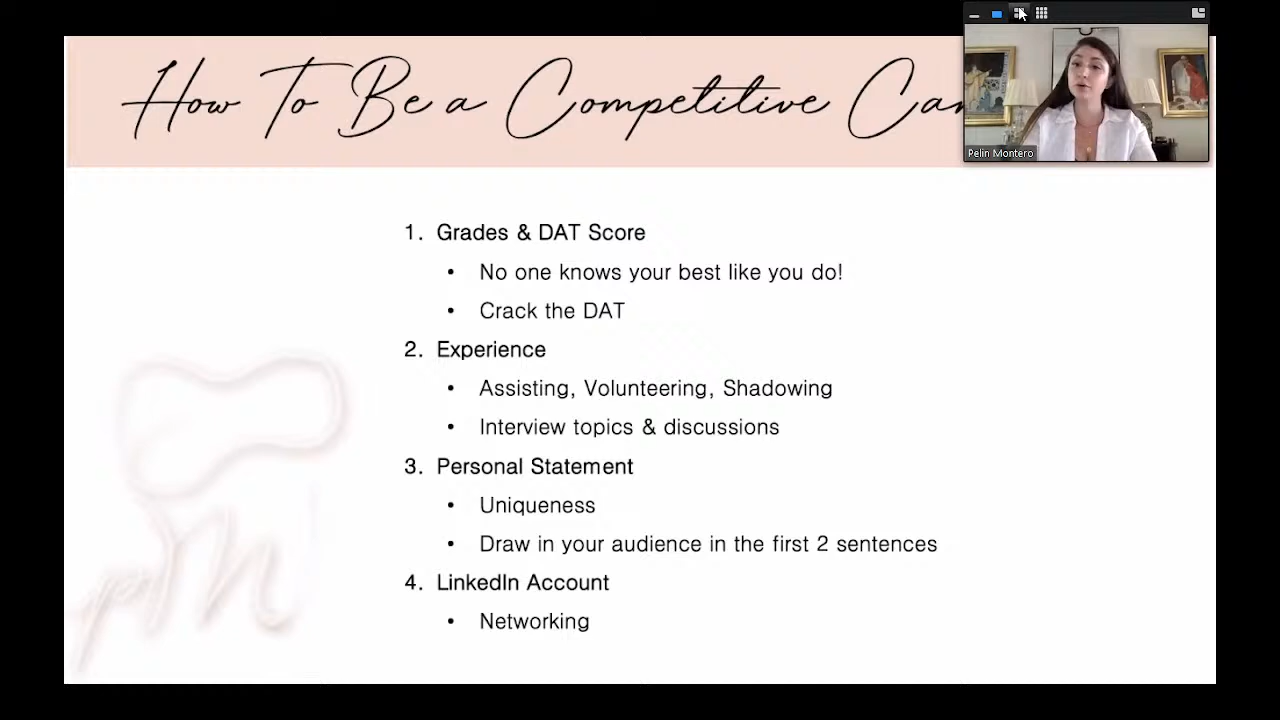 How To Be a Competitive
Pelin Montero
1. Grades & DAT Score
• No one knows your best like you do!
• Crack the DAT
2. Experience
• Assisting, Volunteering, Shadowing
• Interview topics & discussions
3. Personal Statement
• Uniqueness
• Draw in your audience in the first 2 sentences
4. LinkedIn Account
• Networking